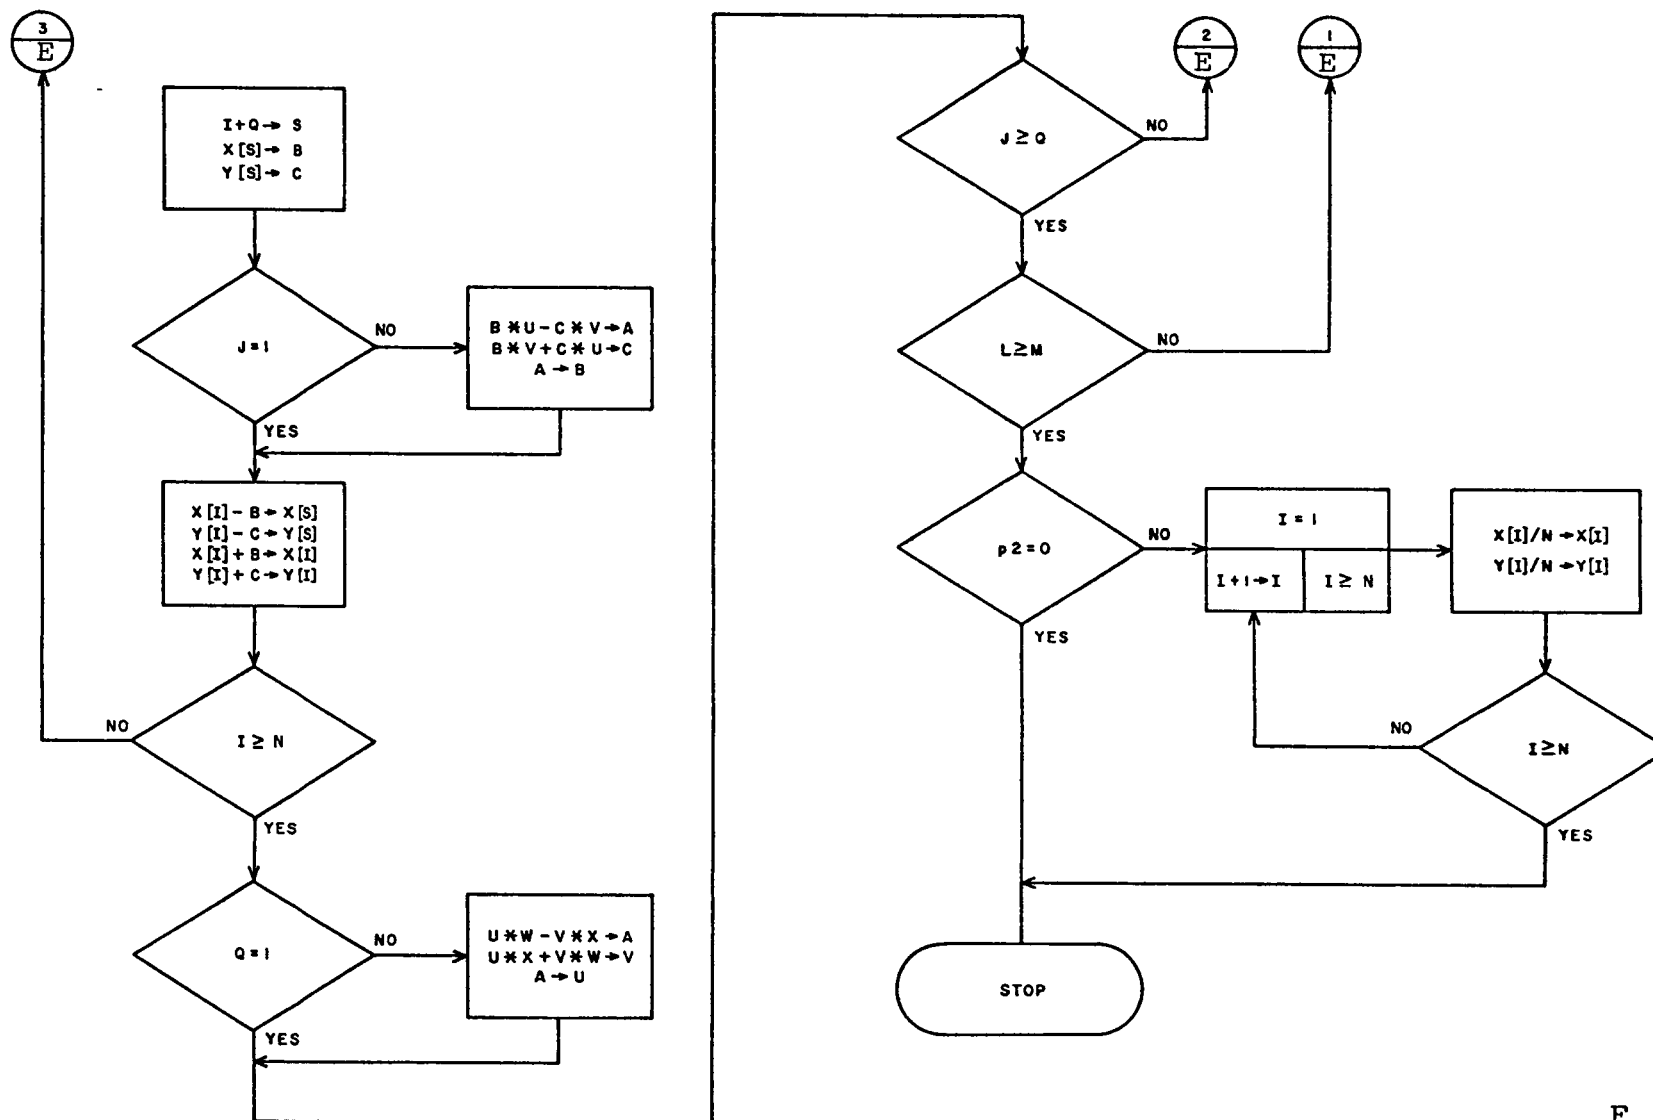 3
E
I+Q→ S
X[S]→ B
Y[S]→ C
J=1
NO
YES
B*U-C*V→A
B*V+C*U→C
A→B
X[I]-B→X[S]
Y[I]-C→Y[S]
X[I]+B→X[I]
Y[I]+C→Y[I]
I≥N
NO
YES
Q=1
NO
YES
U*W-V*X→A
U*X+V*W→V
A→U
2
E
1
E
J≥Q
NO
YES
L≥M
NO
YES
p2=0
NO
YES
I=1
I+1→I
I≥N
X[I]/N→X[I]
Y[I]/N→Y[I]
I≥N
NO
YES
STOP